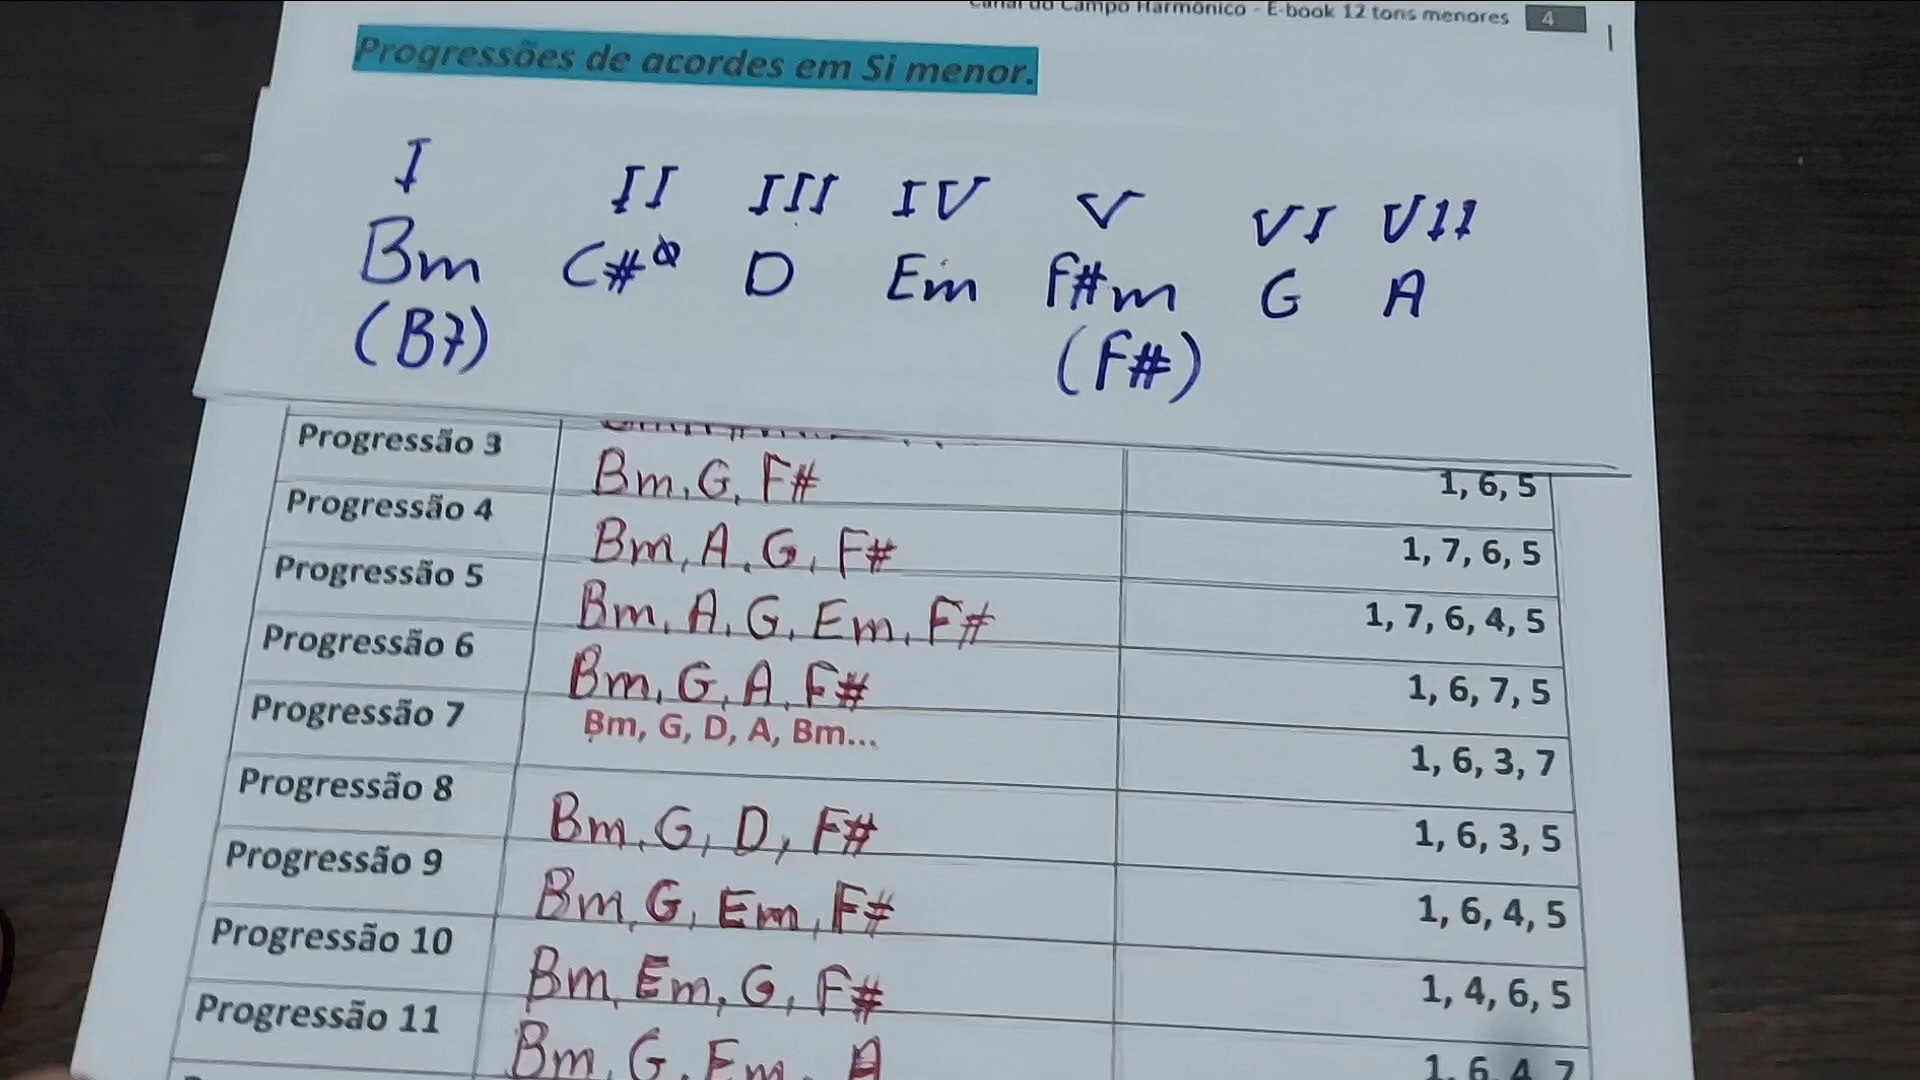 Canal do Campo Harmônico - E-book 12 tons menores 4
Progressões de acordes em Si menor.
I II III IV V VI VII
Bm C#ø D Em F#m G A
(B7) (F#)
Progressão 3 Bm, G, F# 1, 6, 5
Progressão 4 Bm, A, G, F# 1, 7, 6, 5
Progressão 5 Bm, A, G, Em, F# 1, 7, 6, 4, 5
Progressão 6 Bm, G, A, F# 1, 6, 7, 5
Progressão 7 Bm, G, D, A, Bm... 1, 6, 3, 7
Progressão 8 Bm, G, D, F# 1, 6, 3, 5
Progressão 9 Bm, G, Em, F# 1, 6, 4, 5
Progressão 10 Bm, Em, G, F# 1, 4, 6, 5
Progressão 11 Bm, G, Em, A 1, 6, 4, 7